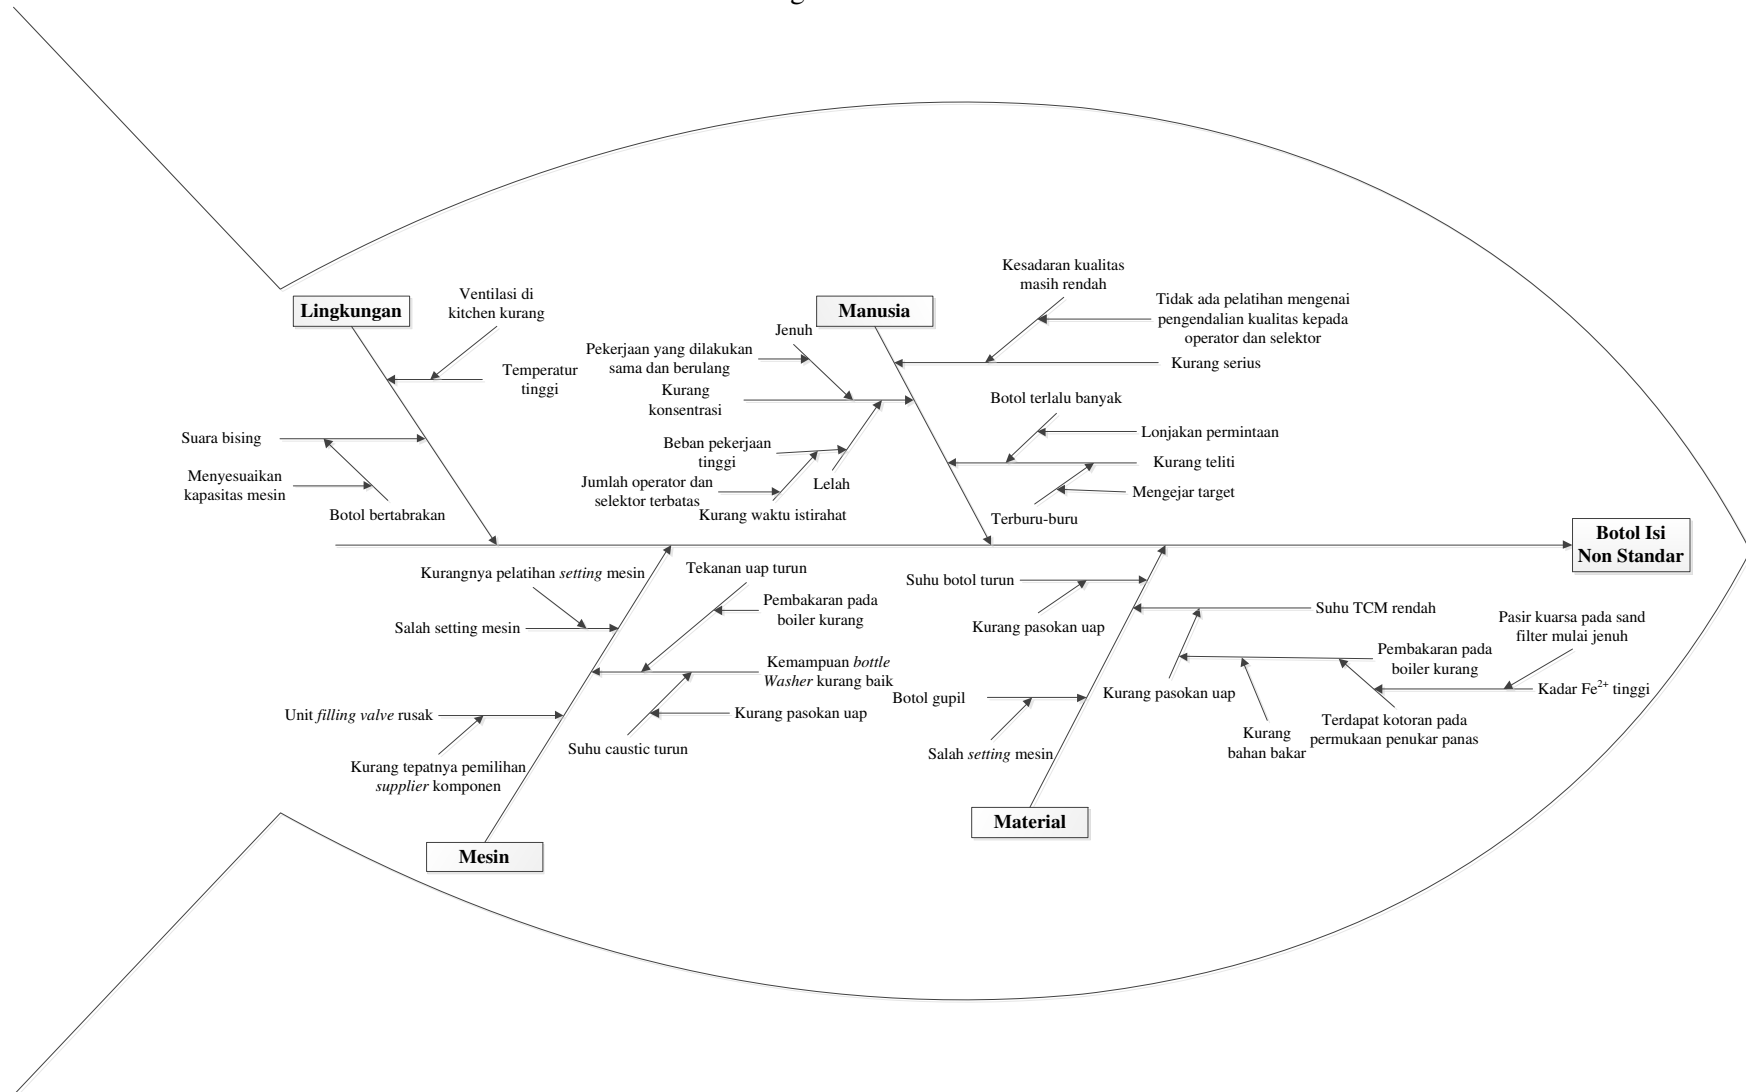 Kesadaran kualitas
masih rendah
Ventilasi di
kitchen kurang
Tidak ada pelatihan mengenai
pengendalian kualitas kepada
operator dan selektor
Lingkungan
Manusia
Jenuh
Pekerjaan yang dilakukan
sama dan berulang
Kurang serius
Temperatur
tinggi
Kurang
konsentrasi
Botol terlalu banyak
Lonjakan permintaan
Suara bising
Beban pekerjaan
tinggi
Kurang teliti
Menyesuaikan
kapasitas mesin
Jumlah operator dan
selektor terbatas
Lelah
Mengejar target
Botol bertabrakan
Kurang waktu istirahat
Terburu-buru
Botol Isi
Non Standar
Kurangnya pelatihan setting mesin
Tekanan uap turun
Suhu botol turun
Pembakaran pada
boiler kurang
Suhu TCM rendah
Salah setting mesin
Kurang pasokan uap
Pasir kuarsa pada sand
filter mulai jenuh
Kemampuan bottle
Washer kurang baik
Pembakaran pada
boiler kurang
Botol gupil
Kurang pasokan uap
Kadar Fe²⁺ tinggi
Unit filling valve rusak
Kurang pasokan uap
Terdapat kotoran pada
permukaan penukar panas
Kurang
bahan bakar
Suhu caustic turun
Salah setting mesin
Kurang tepatnya pemilihan
supplier komponen
Material
Mesin